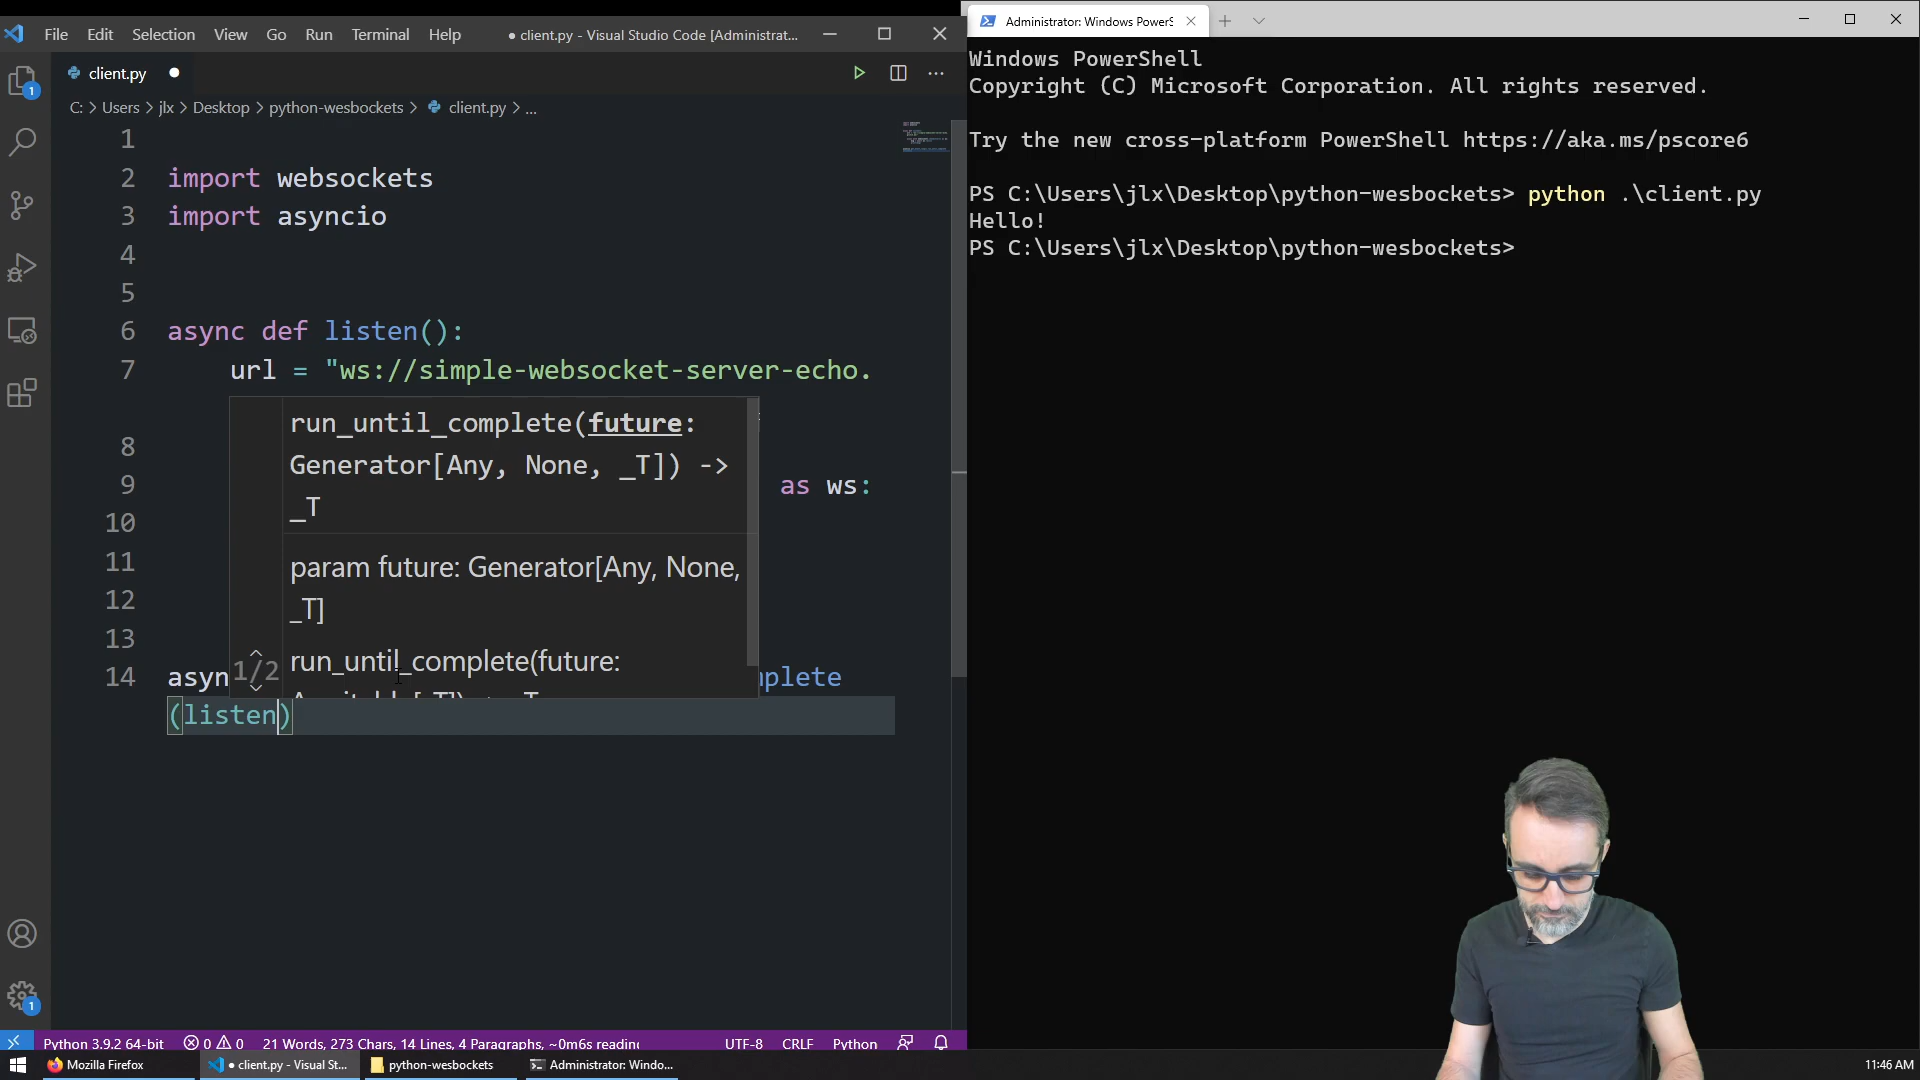 File Edit Selection View Go Run Terminal Help
● client.py - Visual Studio Code [Administrat...
client.py ●
C: > Users > jlx > Desktop > python-wesbockets > client.py > ...
1
2 import websockets
3 import asyncio
4
5
6 async def listen():
7 url = "ws://simple-websocket-server-echo.
8
9 as ws:
10
11
12
13
14 asyn mplete
(listen)
run_until_complete(future:
Generator[Any, None, _T]) ->
_T
param future: Generator[Any, None,
_T]
run_until_complete(future:
1/2
1
1
Python 3.9.2 64-bit 0 0 21 Words, 273 Chars, 14 Lines, 4 Paragraphs, ~0m6s reading UTF-8 CRLF Python
Administrator: Windows PowerS
Windows PowerShell
Copyright (C) Microsoft Corporation. All rights reserved.
Try the new cross-platform PowerShell https://aka.ms/pscore6
PS C:\Users\jlx\Desktop\python-wesbockets> python .\client.py
Hello!
PS C:\Users\jlx\Desktop\python-wesbockets>
Mozilla Firefox
● client.py - Visual St...
python-wesbockets
Administrator: Windo...
11:46 AM